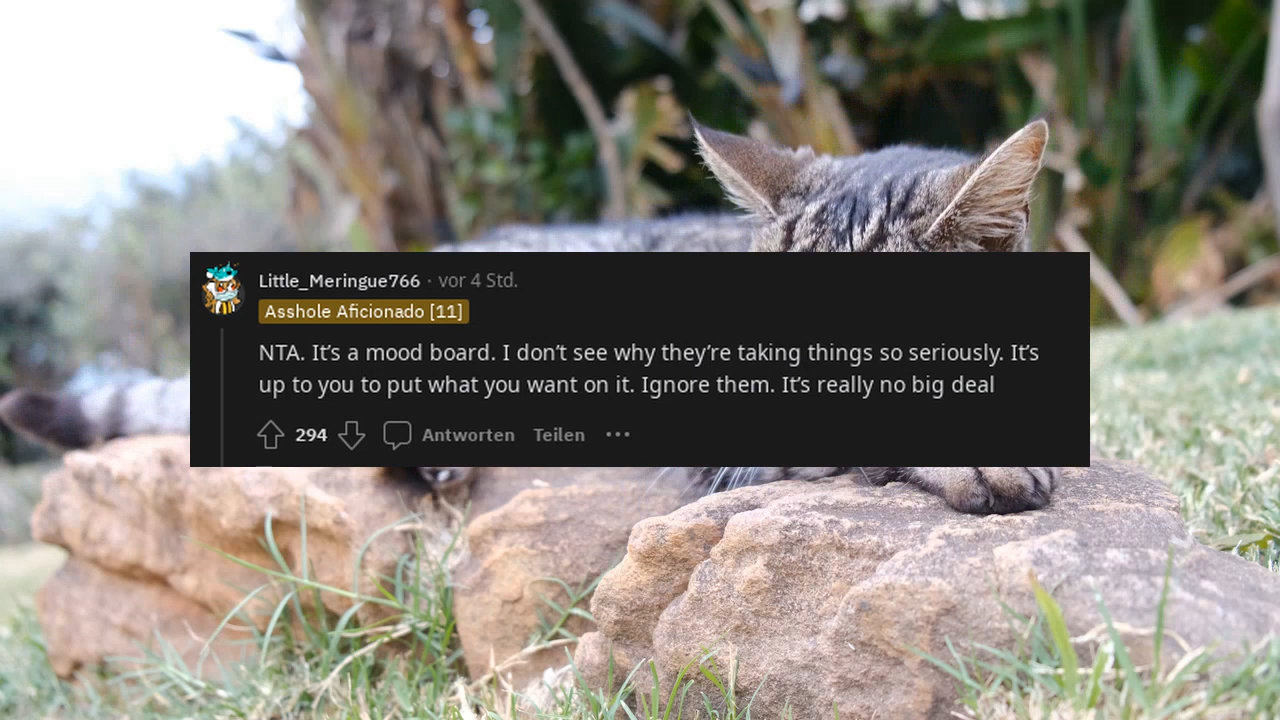 Little_Meringue766 · vor 4 Std.
Asshole Aficionado [11]
NTA. It’s a mood board. I don’t see why they’re taking things so seriously. It’s
up to you to put what you want on it. Ignore them. It’s really no big deal
294 Antworten Teilen ···